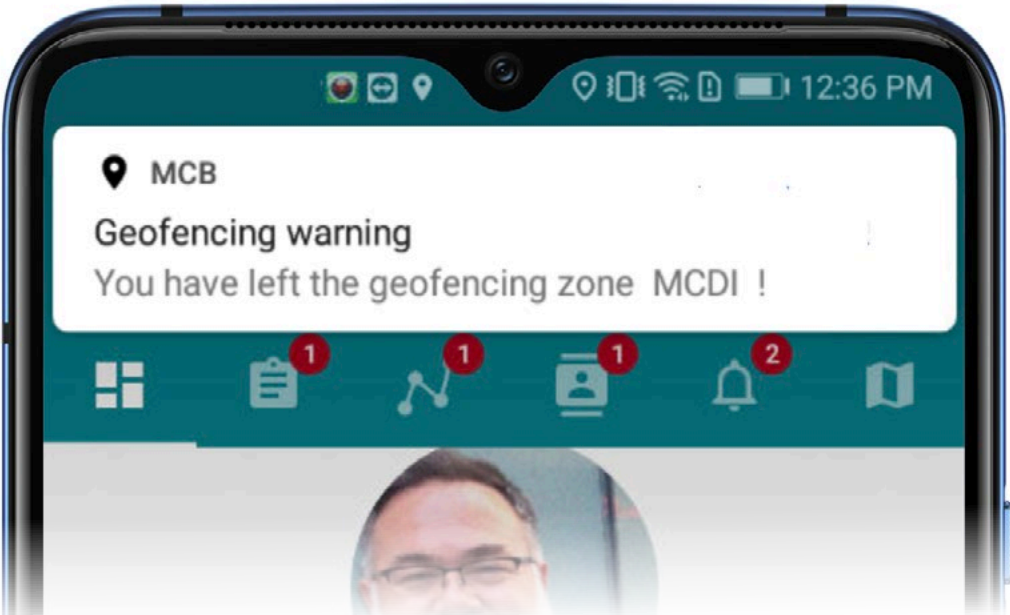 12:36 PM
MCB
Geofencing warning
You have left the geofencing zone MCDI !
1 1 1 2